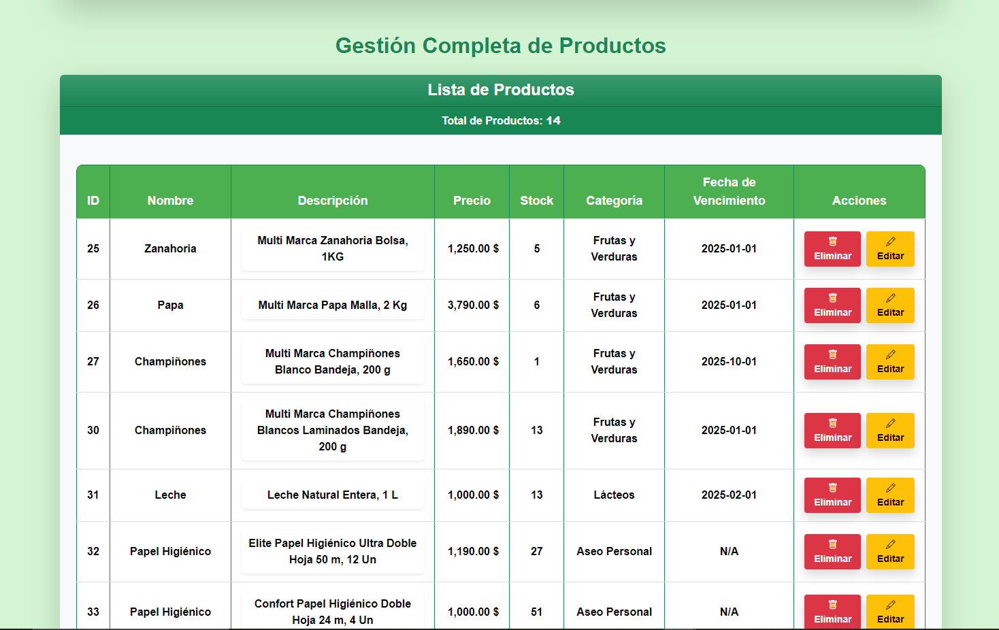 Gestión Completa de Productos
Lista de Productos
Total de Productos: 14
ID Nombre Descripción Precio Stock Categoría Fecha de Vencimiento Acciones
25 Zanahoria Multi Marca Zanahoria Bolsa, 1KG 1,250.00 $ 5 Frutas y Verduras 2025-01-01 Eliminar Editar
26 Papa Multi Marca Papa Malla, 2 Kg 3,790.00 $ 6 Frutas y Verduras 2025-01-01 Eliminar Editar
27 Champiñones Multi Marca Champiñones Blanco Bandeja, 200 g 1,650.00 $ 1 Frutas y Verduras 2025-10-01 Eliminar Editar
30 Champiñones Multi Marca Champiñones Blancos Laminados Bandeja, 200 g 1,890.00 $ 13 Frutas y Verduras 2025-01-01 Eliminar Editar
31 Leche Leche Natural Entera, 1 L 1,000.00 $ 13 Lácteos 2025-02-01 Eliminar Editar
32 Papel Higiénico Elite Papel Higiénico Ultra Doble Hoja 50 m, 12 Un 1,190.00 $ 27 Aseo Personal N/A Eliminar Editar
33 Papel Higiénico Confort Papel Higiénico Doble Hoja 24 m, 4 Un 1,000.00 $ 51 Aseo Personal N/A Eliminar Editar